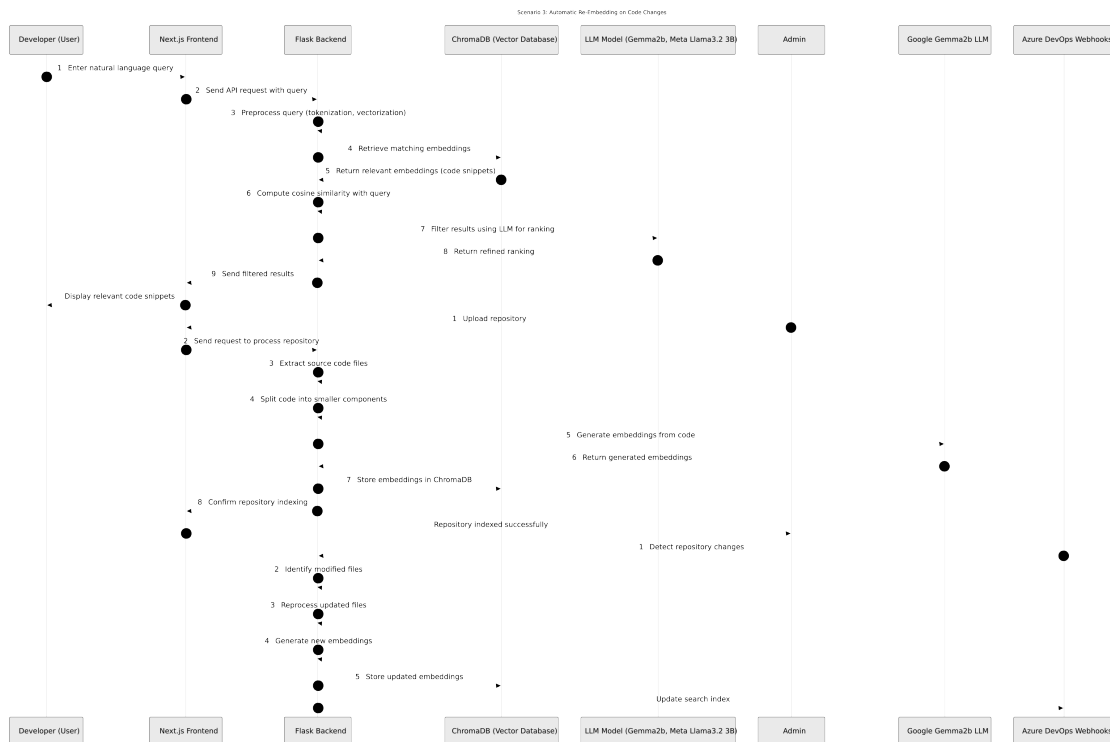 Scenario 3: Automatic Re-Embedding on Code Changes
Developer (User)
Next.js Frontend
Flask Backend
ChromaDB (Vector Database)
LLM Model (Gemma2b, Meta Llama3.2 3B)
Admin
Google Gemma2b LLM
Azure DevOps Webhooks
1 Enter natural language query
2 Send API request with query
3 Preprocess query (tokenization, vectorization)
4 Retrieve matching embeddings
5 Return relevant embeddings (code snippets)
6 Compute cosine similarity with query
7 Filter results using LLM for ranking
8 Return refined ranking
9 Send filtered results
Display relevant code snippets
1 Upload repository
2 Send request to process repository
3 Extract source code files
4 Split code into smaller components
5 Generate embeddings from code
6 Return generated embeddings
7 Store embeddings in ChromaDB
8 Confirm repository indexing
Repository indexed successfully
1 Detect repository changes
2 Identify modified files
3 Reprocess updated files
4 Generate new embeddings
5 Store updated embeddings
Update search index
Developer (User)
Next.js Frontend
Flask Backend
ChromaDB (Vector Database)
LLM Model (Gemma2b, Meta Llama3.2 3B)
Admin
Google Gemma2b LLM
Azure DevOps Webhooks